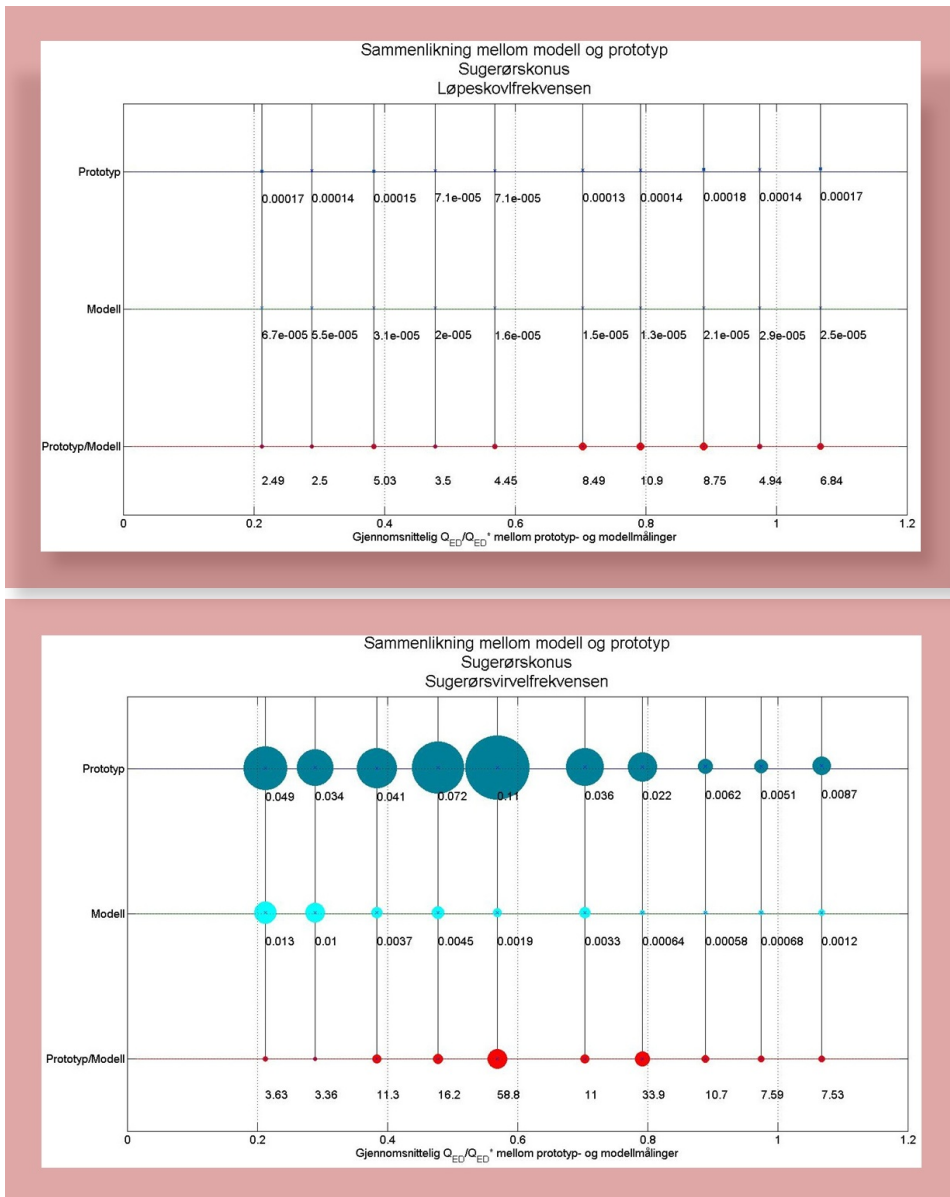 Sammenlikning mellom modell og prototyp
Sugerørskonus
Løpeskovlfrekvensen
Prototyp
0.00017 0.00014 0.00015 7.1e-005 7.1e-005 0.00013 0.00014 0.00018 0.00014 0.00017
Modell
6.7e-005 5.5e-005 3.1e-005 2e-005 1.6e-005 1.5e-005 1.3e-005 2.1e-005 2.9e-005 2.5e-005
Prototyp/Modell
2.49 2.5 5.03 3.5 4.45 8.49 10.9 8.75 4.94 6.84
0 0.2 0.4 0.6 0.8 1 1.2
Gjennomsnittelig Q_ED/Q_ED* mellom prototyp- og modellmålinger
Sammenlikning mellom modell og prototyp
Sugerørskonus
Sugerørsvirvelfrekvensen
Prototyp
0.049 0.034 0.041 0.072 0.11 0.036 0.022 0.0062 0.0051 0.0087
Modell
0.013 0.01 0.0037 0.0045 0.0019 0.0033 0.00064 0.00058 0.00068 0.0012
Prototyp/Modell
3.63 3.36 11.3 16.2 58.8 11 33.9 10.7 7.59 7.53
0 0.2 0.4 0.6 0.8 1 1.2
Gjennomsnittelig Q_ED/Q_ED* mellom prototyp- og modellmålinger